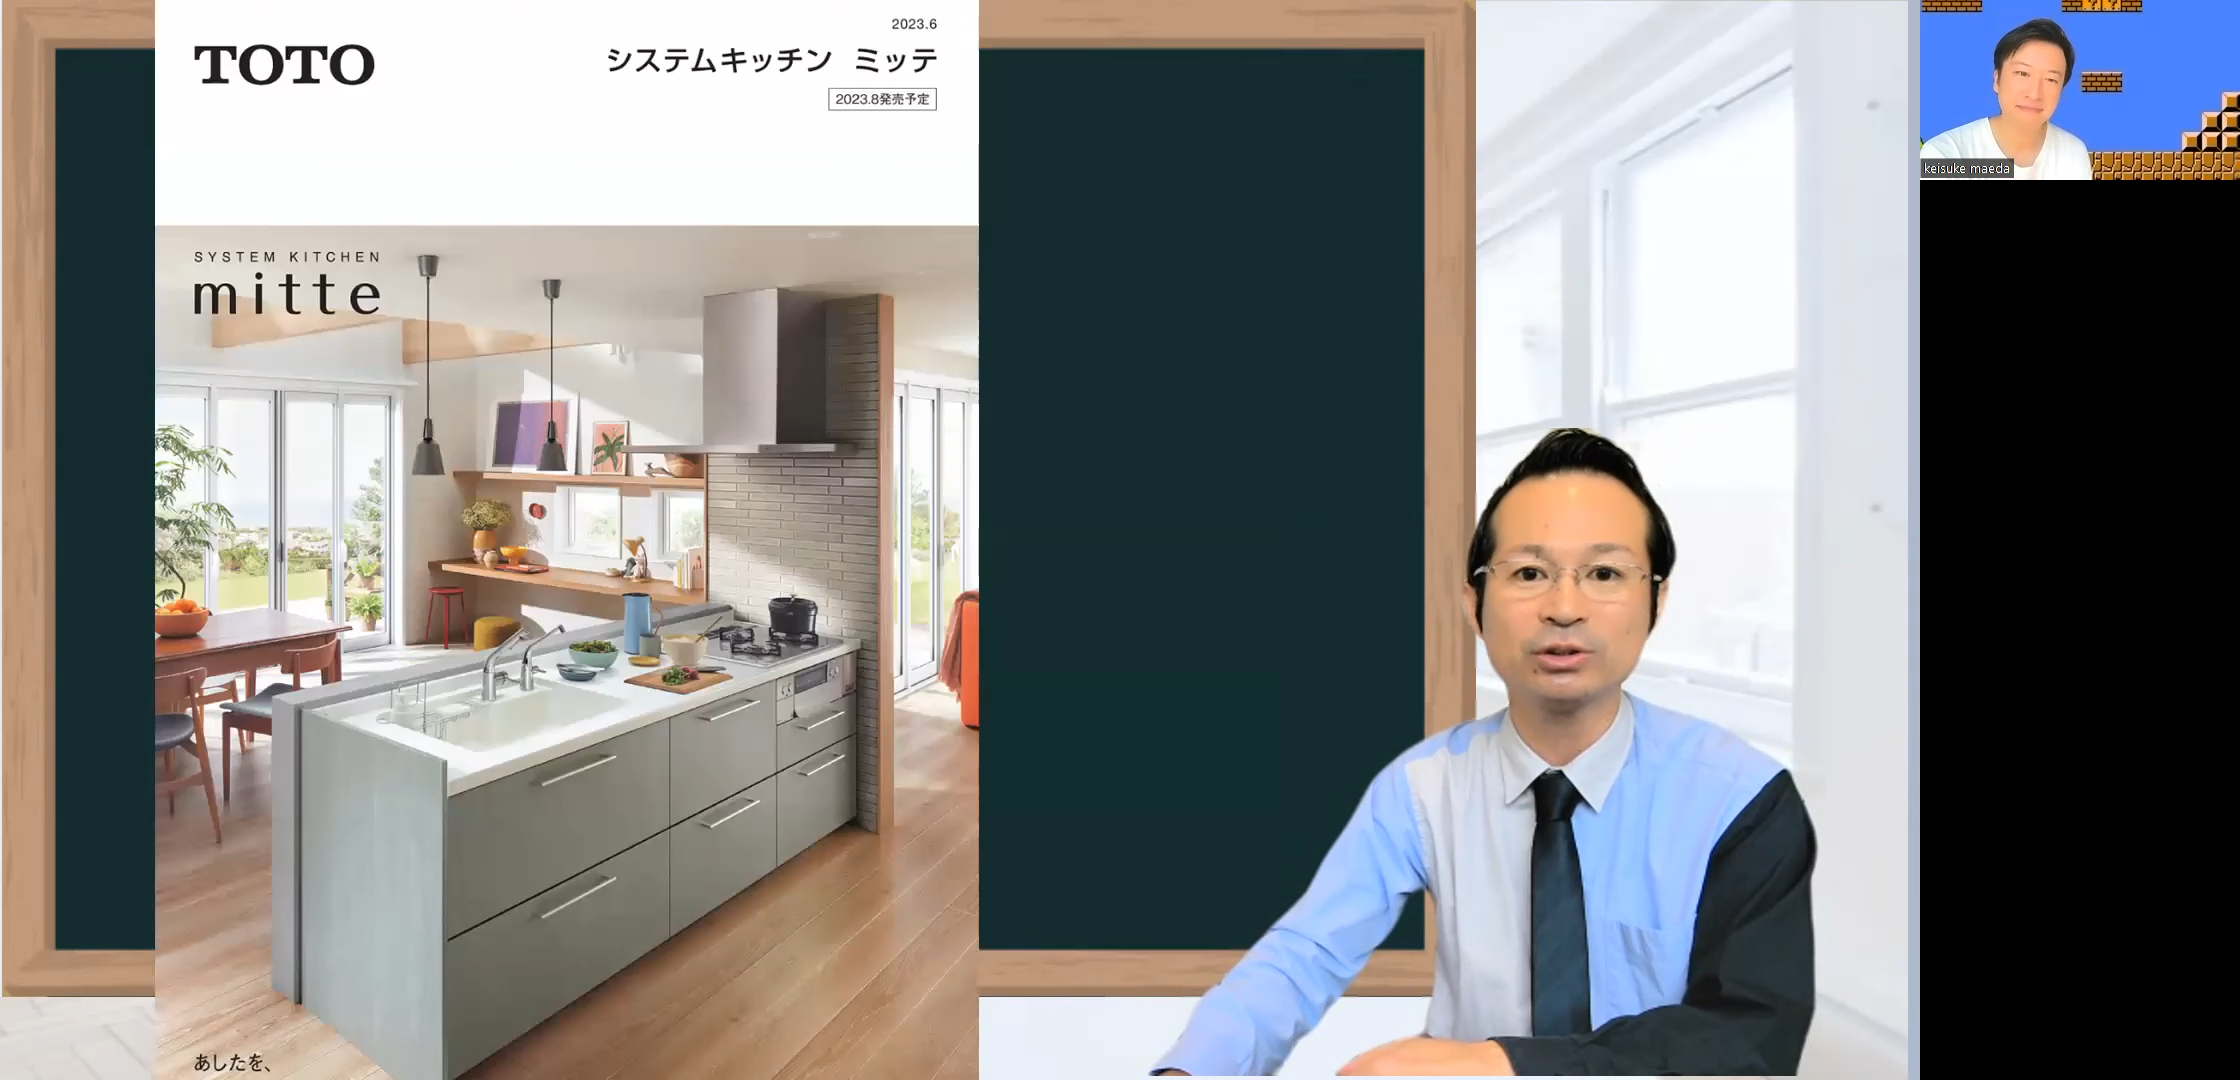 2023.6
TOTO
システムキッチン ミッテ
2023.8発売予定
SYSTEM KITCHEN
mitte
あしたを、
keisuke maeda